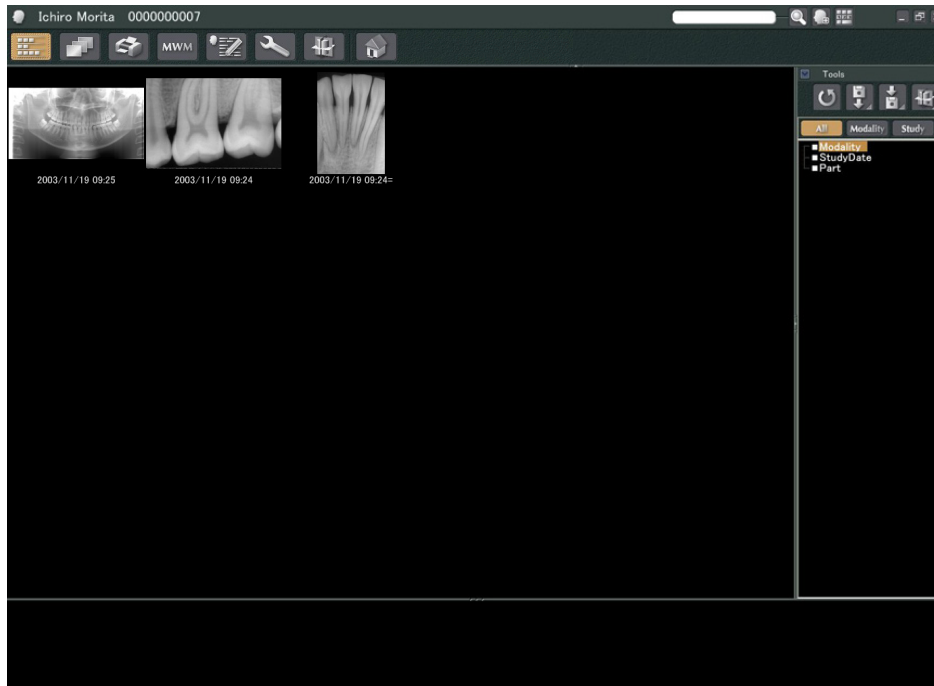 Ichiro Morita 0000000007
MWM
Tools
All Modality Study
Modality
StudyDate
Part
2003/11/19 09:25
2003/11/19 09:24
2003/11/19 09:24=